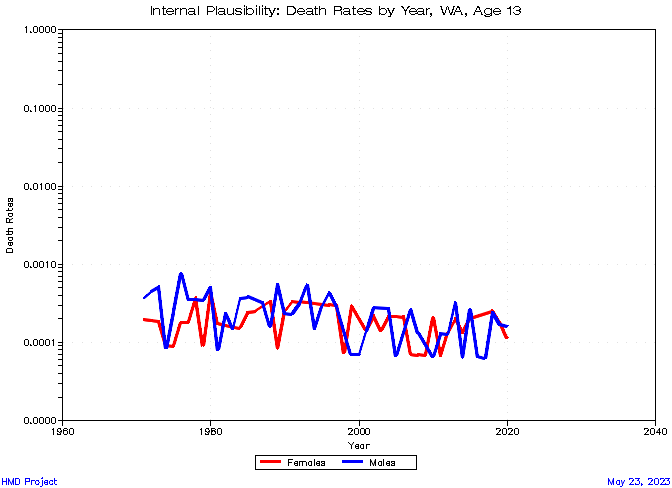 Internal Plausibility: Death Rates by Year, WA, Age 13
1.0000
0.1000
0.0100
0.0010
0.0001
0.0000
Death Rates
1960
1980
2000
2020
2040
Year
Females
Males
HMD Project
May 23, 2023